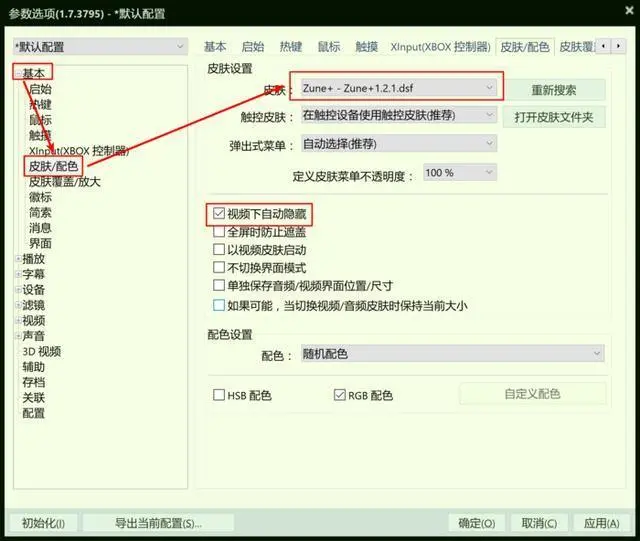 参数选项(1.7.3795) - *默认配置
*默认配置
基本
启始
热键
鼠标
触摸
XInput(XBOX 控制器)
皮肤/配色
皮肤覆盖/放大
徽标
简索
消息
界面
播放
字幕
设备
滤镜
视频
声音
3D 视频
辅助
存档
关联
配置
基本 启始 热键 鼠标 触摸 XInput(XBOX 控制器) 皮肤/配色 皮肤覆
皮肤设置
皮肤： Zune+ - Zune+1.2.1.dsf 重新搜索
触控皮肤： 在触控设备使用触控皮肤(推荐) 打开皮肤文件夹
弹出式菜单： 自动选择(推荐)
定义皮肤菜单不透明度： 100 %
视频下自动隐藏
全屏时防止遮盖
以视频皮肤启动
不切换界面模式
单独保存音频/视频界面位置/尺寸
如果可能，当切换视频/音频皮肤时保持当前大小
配色设置
配色： 随机配色
HSB 配色 RGB 配色 自定义配色
初始化(I) 导出当前配置(S)... 确定(O) 取消(C) 应用(A)